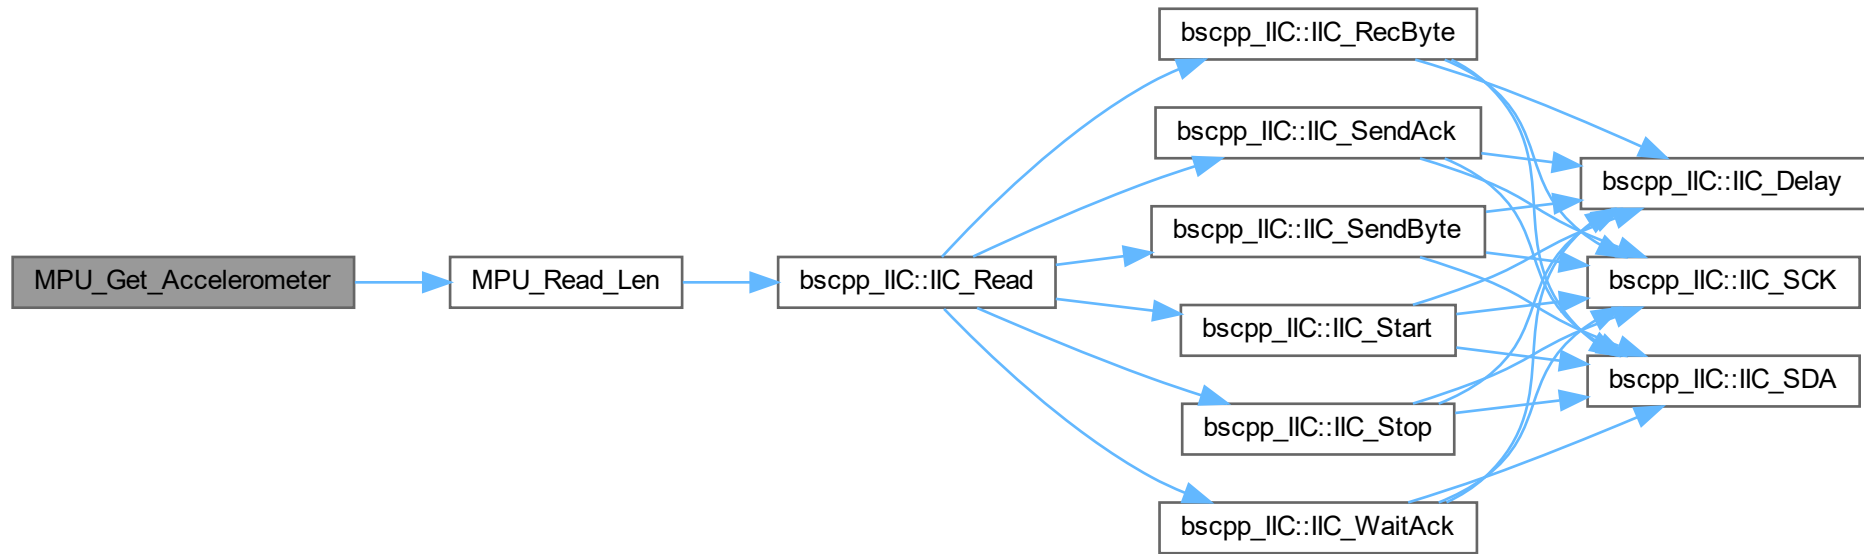 MPU_Get_Accelerometer
MPU_Read_Len
bscpp_IIC::IIC_Read
bscpp_IIC::IIC_RecByte
bscpp_IIC::IIC_SendAck
bscpp_IIC::IIC_SendByte
bscpp_IIC::IIC_Start
bscpp_IIC::IIC_Stop
bscpp_IIC::IIC_WaitAck
bscpp_IIC::IIC_Delay
bscpp_IIC::IIC_SCK
bscpp_IIC::IIC_SDA